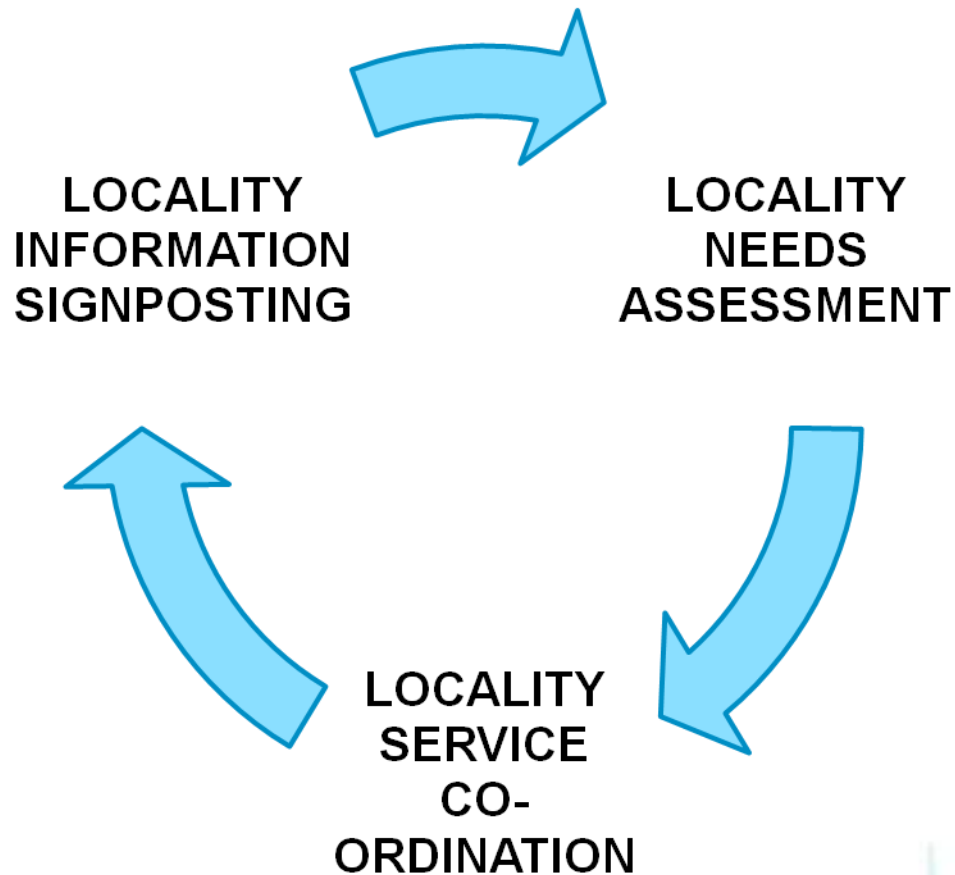 LOCALITY
INFORMATION
SIGNPOSTING
LOCALITY
NEEDS
ASSESSMENT
LOCALITY
SERVICE
CO-
ORDINATION